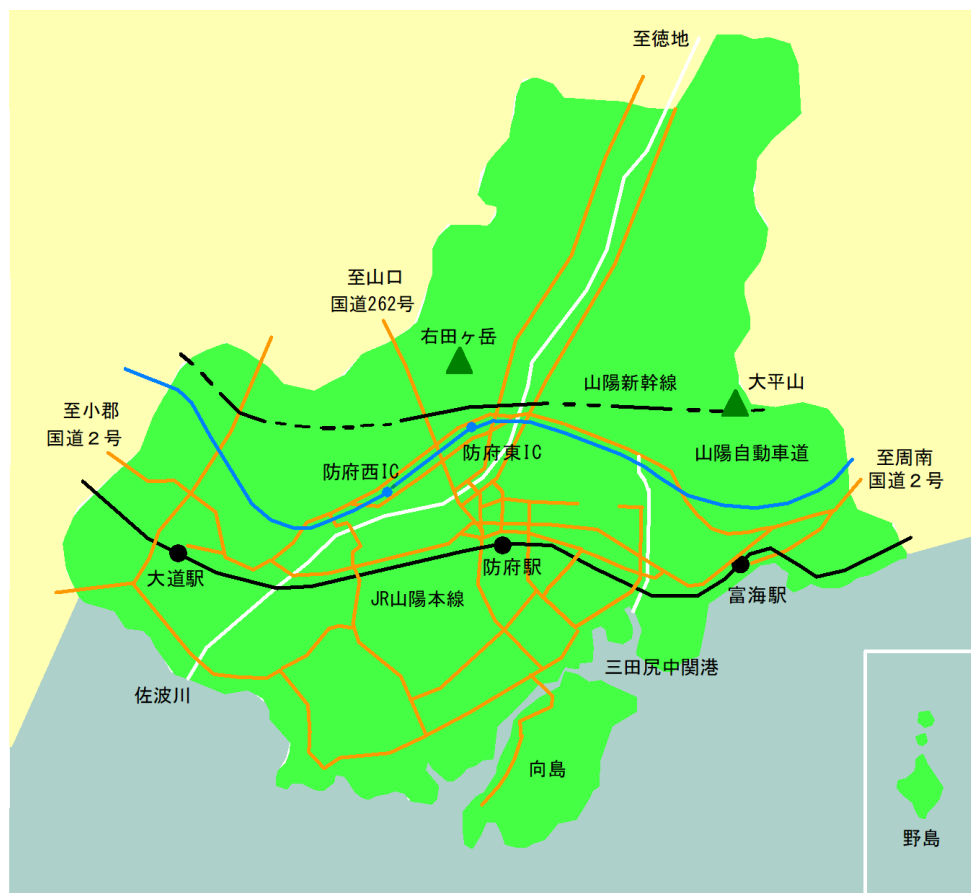 至徳地
至山口
国道262号
右田ヶ岳
山陽新幹線
大平山
至小郡
国道２号
防府西IC
防府東IC
山陽自動車道
至周南
国道２号
大道駅
防府駅
JR山陽本線
富海駅
三田尻中関港
佐波川
向島
野島